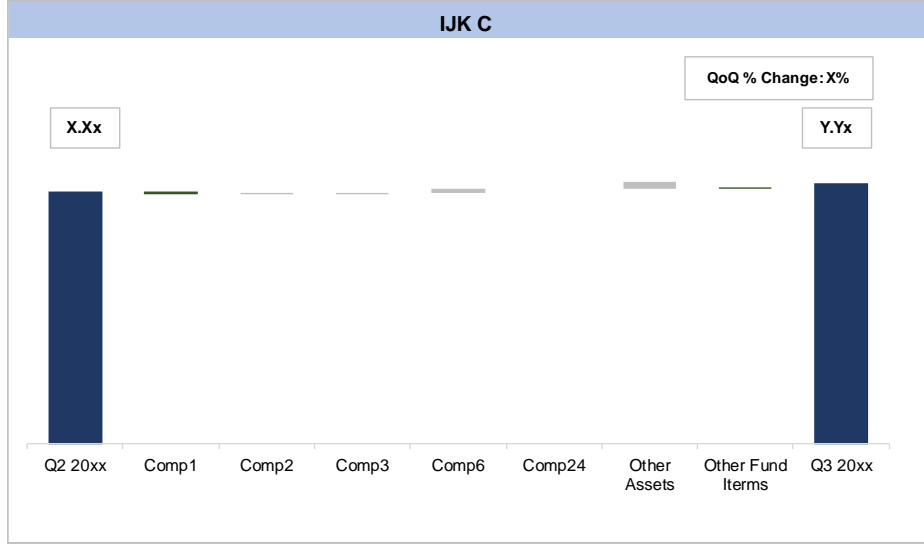 IJK C
QoQ % Change: X%
X.Xx
Y.Yx
Q2 20xx
Comp1
Comp2
Comp3
Comp6
Comp24
Other
Assets
Other Fund
Iterms
Q3 20xx